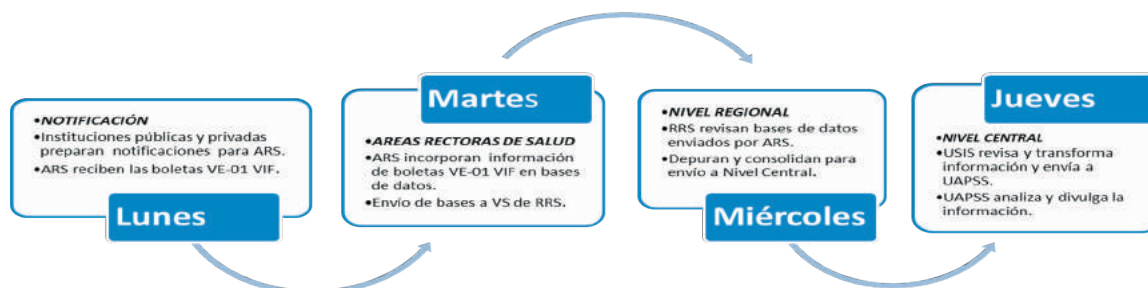 •NOTIFICACIÓN
•Instituciones públicas y privadas
preparan notificaciones para ARS.
•ARS reciben las boletas VE-01 VIF.
Lunes
Martes
•AREAS RECTORAS DE SALUD
•ARS incorporan información
de boletas VE-01 VIF en bases
de datos.
•Envío de bases a VS de RRS.
•NIVEL REGIONAL
•RRS revisan bases de datos
enviados por ARS.
•Depuran y consolidan para
envío a Nivel Central.
Miércoles
Jueves
•NIVEL CENTRAL
•USIS revisa y transforma
información y envía a
UAPSS.
•UAPSS analiza y divulga la
información.